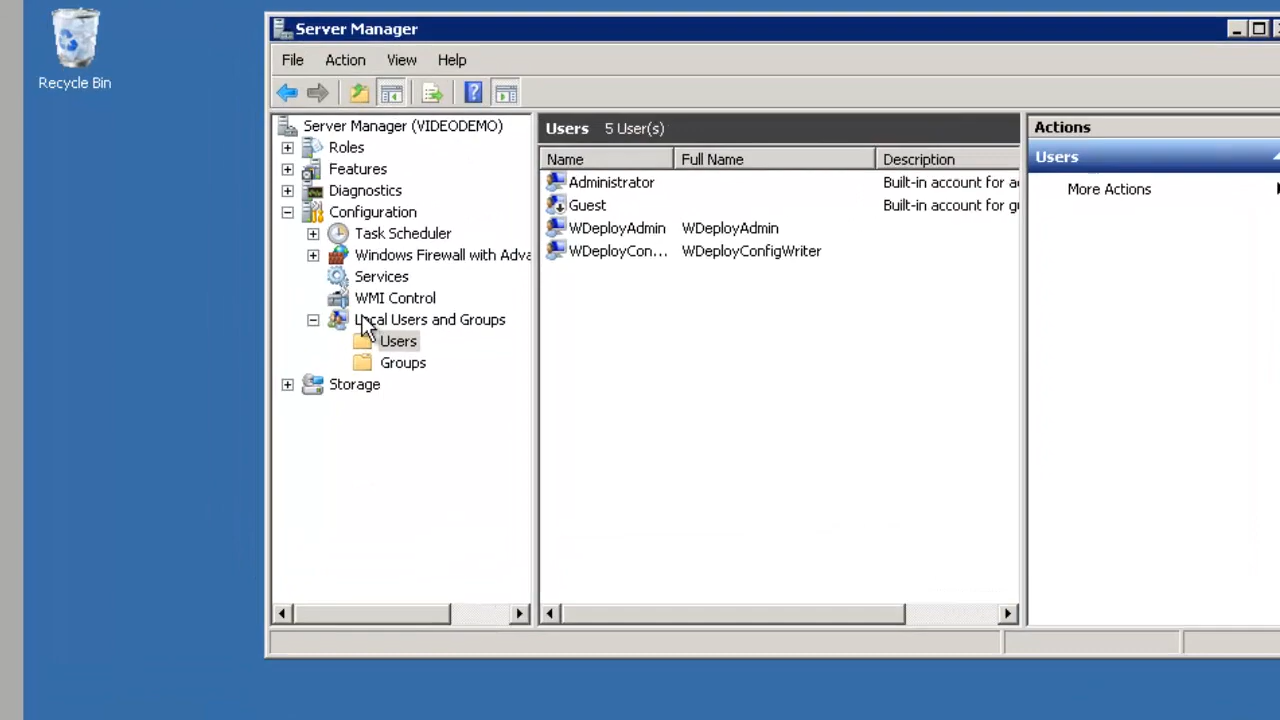 Recycle Bin
Server Manager
File Action View Help
Server Manager (VIDEODEMO)
Roles
Features
Diagnostics
Configuration
Task Scheduler
Windows Firewall with Adva
Services
WMI Control
Local Users and Groups
Users
Groups
Storage
Users 5 User(s)
Name Full Name Description
Administrator Built-in account for a
Guest Built-in account for g
WDeployAdmin WDeployAdmin
WDeployCon... WDeployConfigWriter
Actions
Users
More Actions